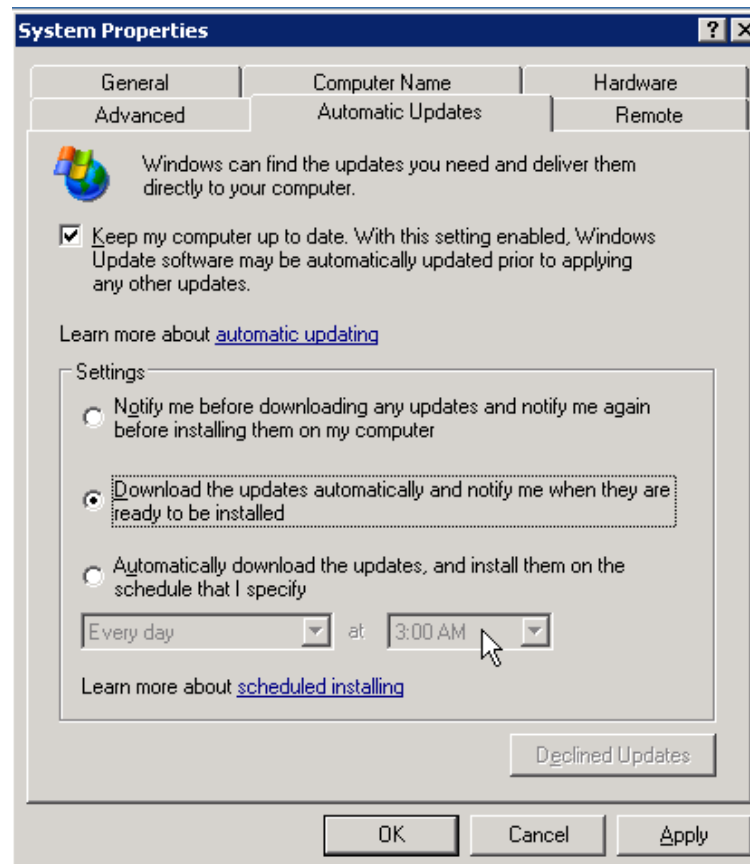 System Properties
General Computer Name Hardware
Advanced Automatic Updates Remote
Windows can find the updates you need and deliver them
directly to your computer.
Keep my computer up to date. With this setting enabled, Windows
Update software may be automatically updated prior to applying
any other updates.
Learn more about automatic updating
Settings
Notify me before downloading any updates and notify me again
before installing them on my computer
Download the updates automatically and notify me when they are
ready to be installed
Automatically download the updates, and install them on the
schedule that I specify
Every day at 3:00 AM
Learn more about scheduled installing
Declined Updates
OK Cancel Apply